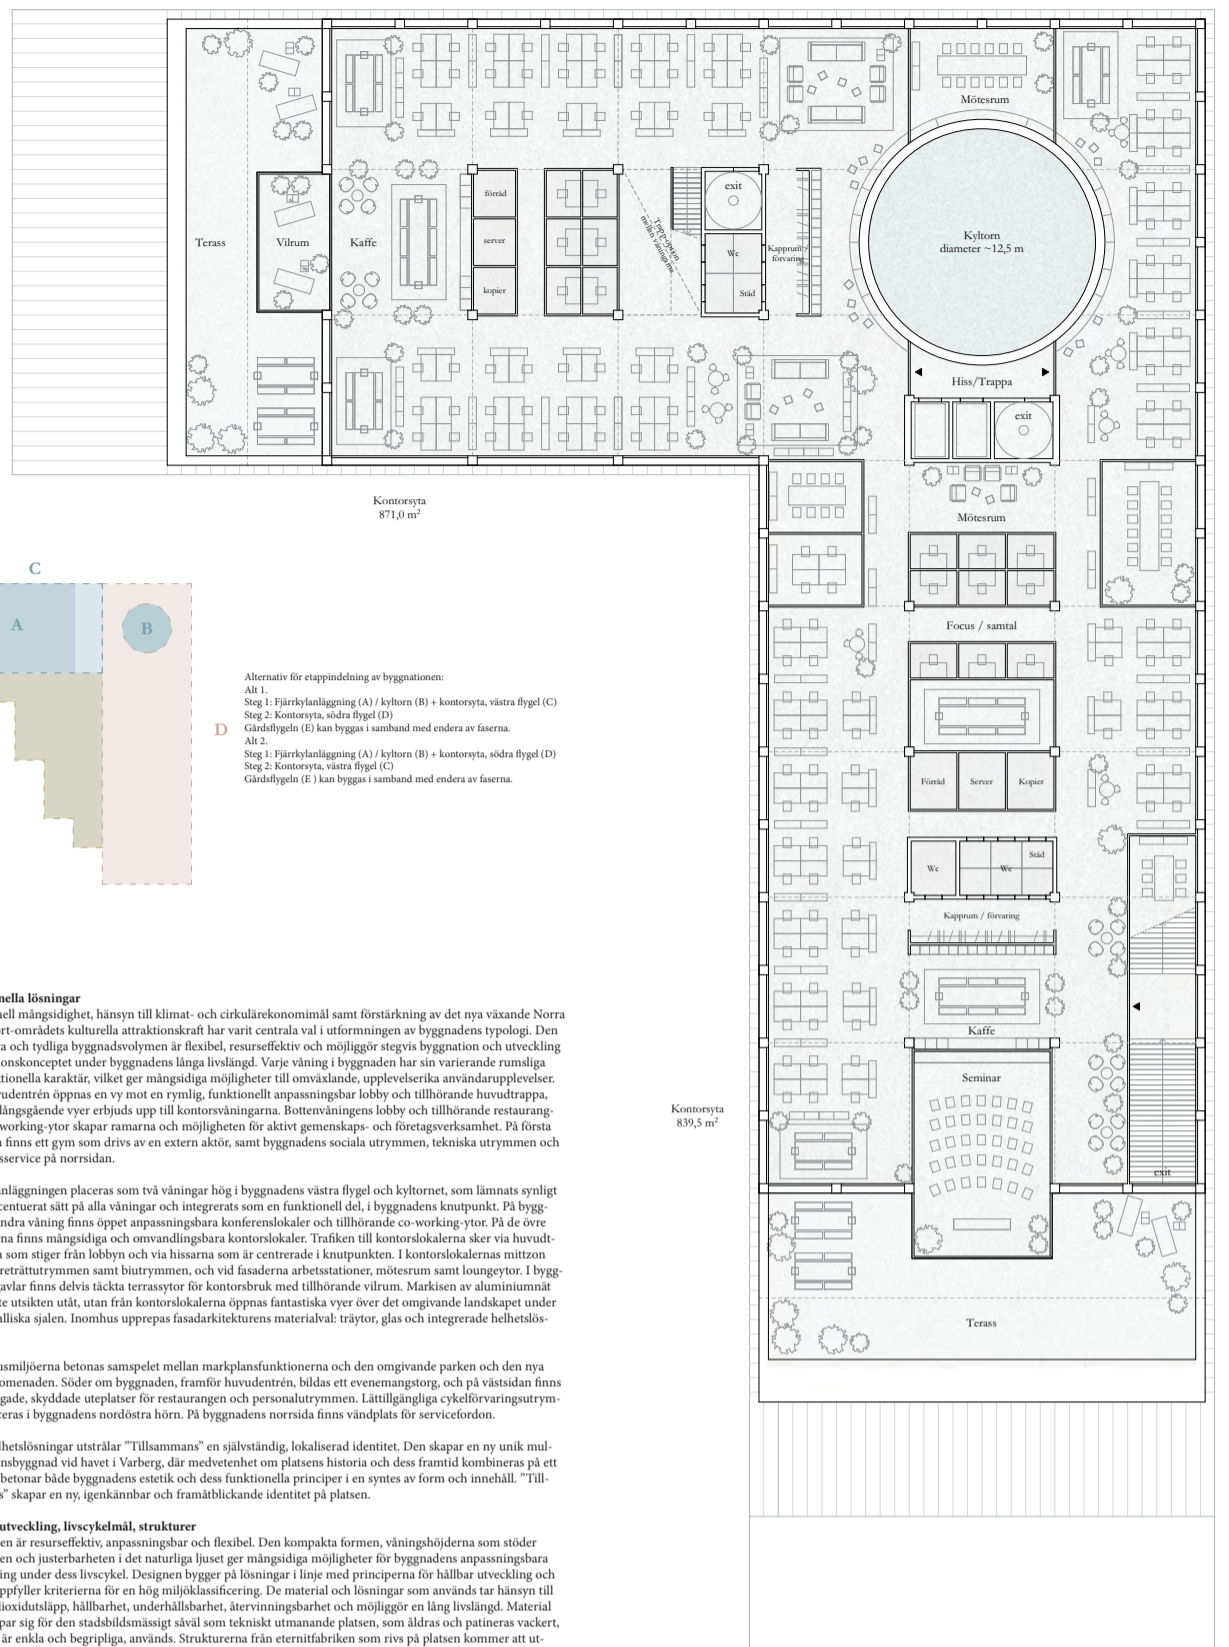 Mötesrum
förråd
exit
Terass
Vilrum
Kaffe
server
Trapp-öppen
mellan våningarna
Wc
Kapprum /
förvaring
Kyltorn
diameter ~12,5 m
kopier
Städ
Hiss/Trappa
exit
Kontorsyta
871,0 m²
Mötesrum
C
A
B
Focus / samtal
D
Alternativ för etappindelning av byggnationen:
Alt 1.
Steg 1: Fjärrkylanläggning (A) / kyltorn (B) + kontorsyta, västra flygel (C)
Steg 2: Kontorsyta, södra flygel (D)
Gårdsflygeln (E) kan byggas i samband med endera av faserna.
Alt 2.
Steg 1: Fjärrkylanläggning (A) / kyltorn (B) + kontorsyta, södra flygel (D)
Steg 2: Kontorsyta, västra flygel (C)
Gårdsflygeln (E ) kan byggas i samband med endera av faserna.
Förråd
Server
Kopier
Städ
Wc
Wc
Kapprum / förvaring
Kaffe
Seminar
Kontorsyta
839,5 m²
exit
Terass
nella lösningar
nell mångsidighet, hänsyn till klimat- och cirkulärekonomimål samt förstärkning av det nya växande Norra
ort-områdets kulturella attraktionskraft har varit centrala val i utformningen av byggnadens typologi. Den
ta och tydliga byggnadsvolymen är flexibel, resurseffektiv och möjliggör stegvis byggnation och utveckling
ionskonceptet under byggnadens långa livslängd. Varje våning i byggnaden har sin varierande rumsliga
ktionella karaktär, vilket ger mångsidiga möjligheter till omväxlande, upplevelserika användarupplevelser.
vudentrén öppnas en vy mot en rymlig, funktionellt anpassningsbar lobby och tillhörande huvudtrappa,
långsgående vyer erbjuds upp till kontorsvåningarna. Bottenvåningens lobby och tillhörande restaurang-
working-ytor skapar ramarna och möjligheten för aktivt gemenskaps- och företagsverksamhet. På första
n finns ett gym som drivs av en extern aktör, samt byggnadens sociala utrymmen, tekniska utrymmen och
sservice på norrsidan.
nläggningen placeras som två våningar hög i byggnadens västra flygel och kyltornet, som lämnats synligt
centuerat sätt på alla våningar och integrerats som en funktionell del, i byggnadens knutpunkt. På bygg-
ndra våning finns öppet anpassningsbara konferenslokaler och tillhörande co-working-ytor. På de övre
na finns mångsidiga och omvandlingsbara kontorslokaler. Trafiken till kontorslokalerna sker via huvudt-
a som stiger från lobbyn och via hissarna som är centrerade i knutpunkten. I kontorslokalernas mittzon
reträttutrymmen samt biutrymmen, och vid fasaderna arbetsstationer, mötesrum samt loungeytor. I bygg-
gavlar finns delvis täckta terrassytor för kontorsbruk med tillhörande vilrum. Markisen av aluminiumnät
te utsikten utåt, utan från kontorslokalerna öppnas fantastiska vyer över det omgivande landskapet under
alliska sjalen. Inomhus upprepas fasadarkitekturens materialval: träytor, glas och integrerade helhetslös-
usmiljöerna betonas samspelet mellan markplansfunktionerna och den omgivande parken och den nya
omenaden. Söder om byggnaden, framför huvudentrén, bildas ett evenemangstorg, och på västsidan finns
gade, skyddade uteplatser för restaurangen och personalutrymmen. Lättillgängliga cykelförvaringsutrym-
ceras i byggnadens nordöstra hörn. På byggnadens norrsida finns vändplats för servicefordon.
lhetslösningar utstrålar ”Tillsammans” en självständig, lokaliserad identitet. Den skapar en ny unik mul-
nsbyggnad vid havet i Varberg, där medvetenhet om platsens historia och dess framtid kombineras på ett
betonar både byggnadens estetik och dess funktionella principer i en syntes av form och innehåll. ”Till-
s” skapar en ny, igenkännbar och framåtblickande identitet på platsen.
utveckling, livscykelmål, strukturer
en är resurseffektiv, anpassningsbar och flexibel. Den kompakta formen, våningshöjderna som stöder
en och justerbarheten i det naturliga ljuset ger mångsidiga möjligheter för byggnadens anpassningsbara
ing under dess livscykel. Designen bygger på lösningar i linje med principerna för hållbar utveckling och
ppfyller kriterierna för en hög miljöklassificering. De material och lösningar som används tar hänsyn till
dioxidutsläpp, hållbarhet, underhållsbarhet, återvinningsbarhet och möjliggör en lång livslängd. Material
par sig för den stadsbildsmässigt såväl som tekniskt utmanande platsen, som åldras och patineras vackert,
är enkla och begripliga, används. Strukturerna från eternitfabriken som rivs på platsen kommer att ut-